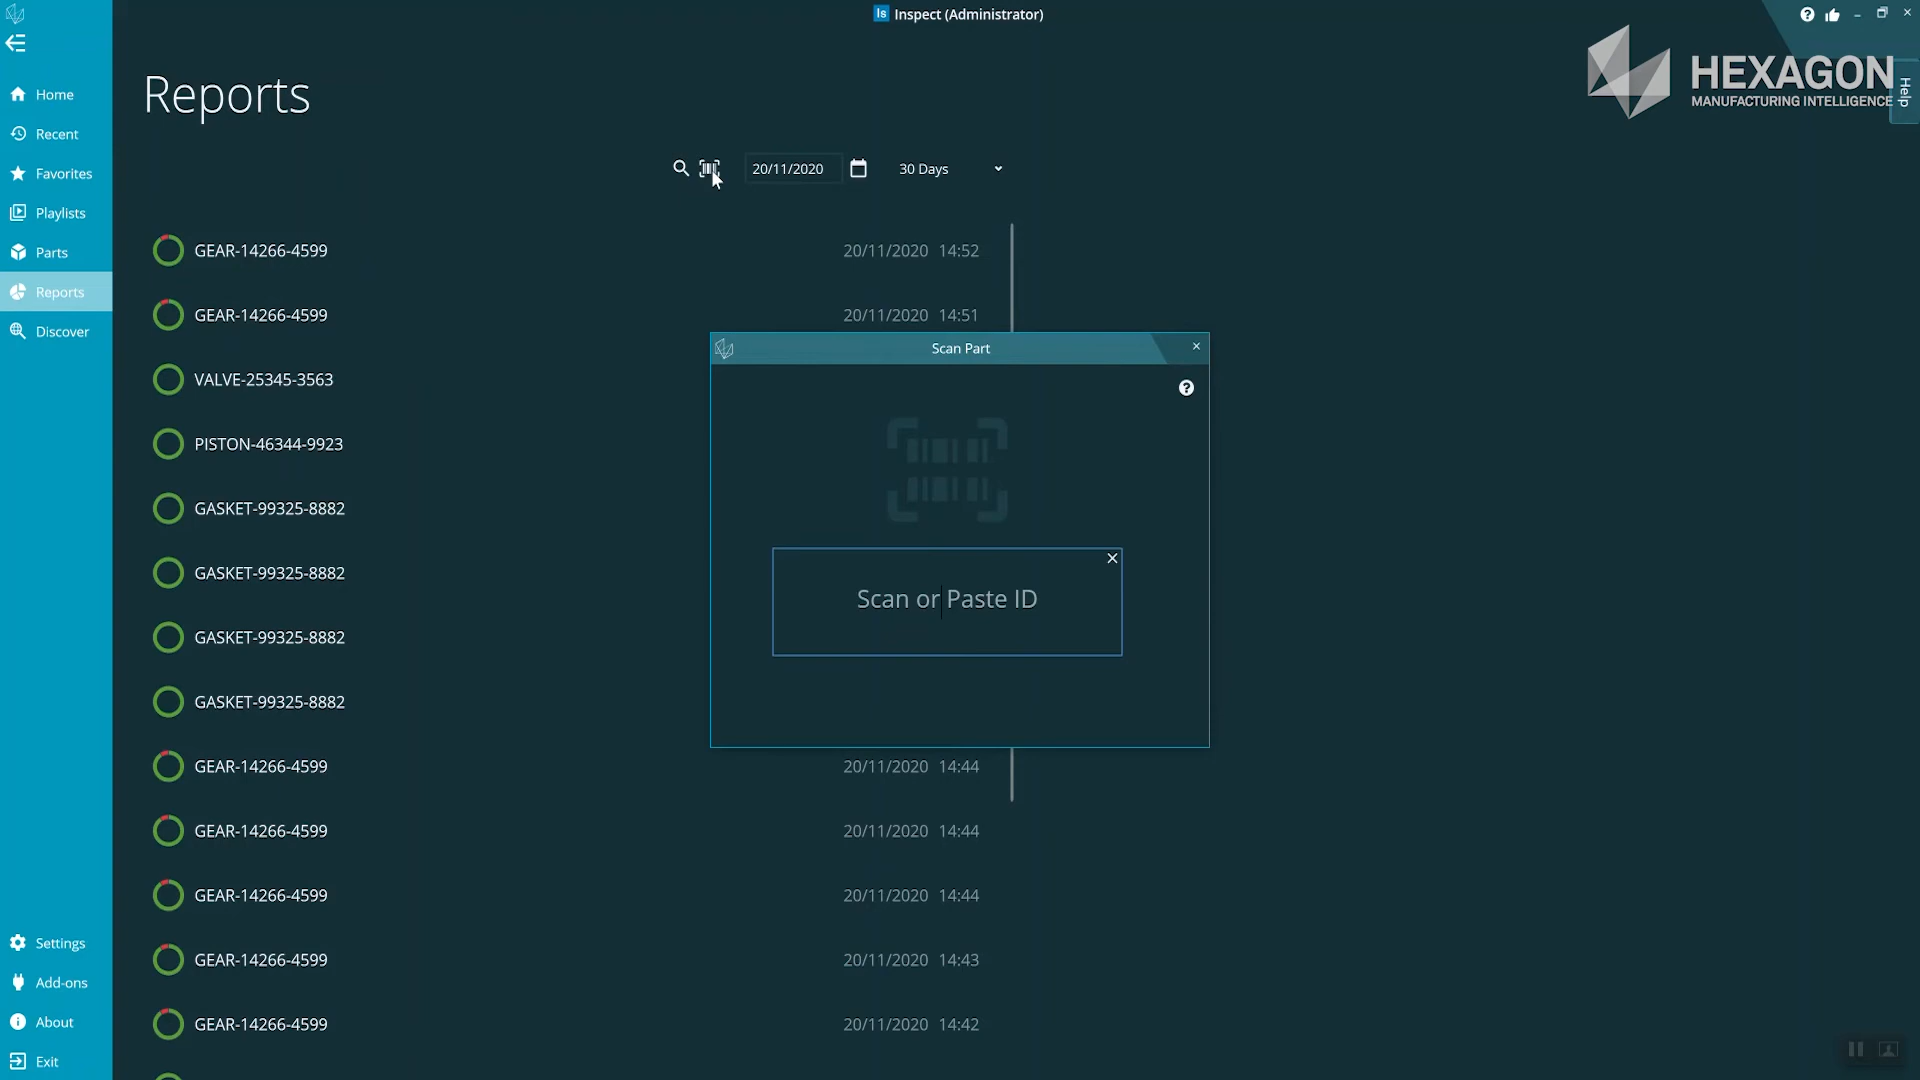 Is Inspect (Administrator)
HEXAGON
MANUFACTURING INTELLIGENCE
Help
Home
Recent
Favorites
Playlists
Parts
Reports
Discover
Settings
Add-ons
About
Exit
Reports
20/11/2020 30 Days
GEAR-14266-4599 20/11/2020 14:52
GEAR-14266-4599 20/11/2020 14:51
VALVE-25345-3563
PISTON-46344-9923
GASKET-99325-8882
GASKET-99325-8882
GASKET-99325-8882
GASKET-99325-8882
GEAR-14266-4599 20/11/2020 14:44
GEAR-14266-4599 20/11/2020 14:44
GEAR-14266-4599 20/11/2020 14:44
GEAR-14266-4599 20/11/2020 14:43
GEAR-14266-4599 20/11/2020 14:42
Scan Part
Scan or Paste ID